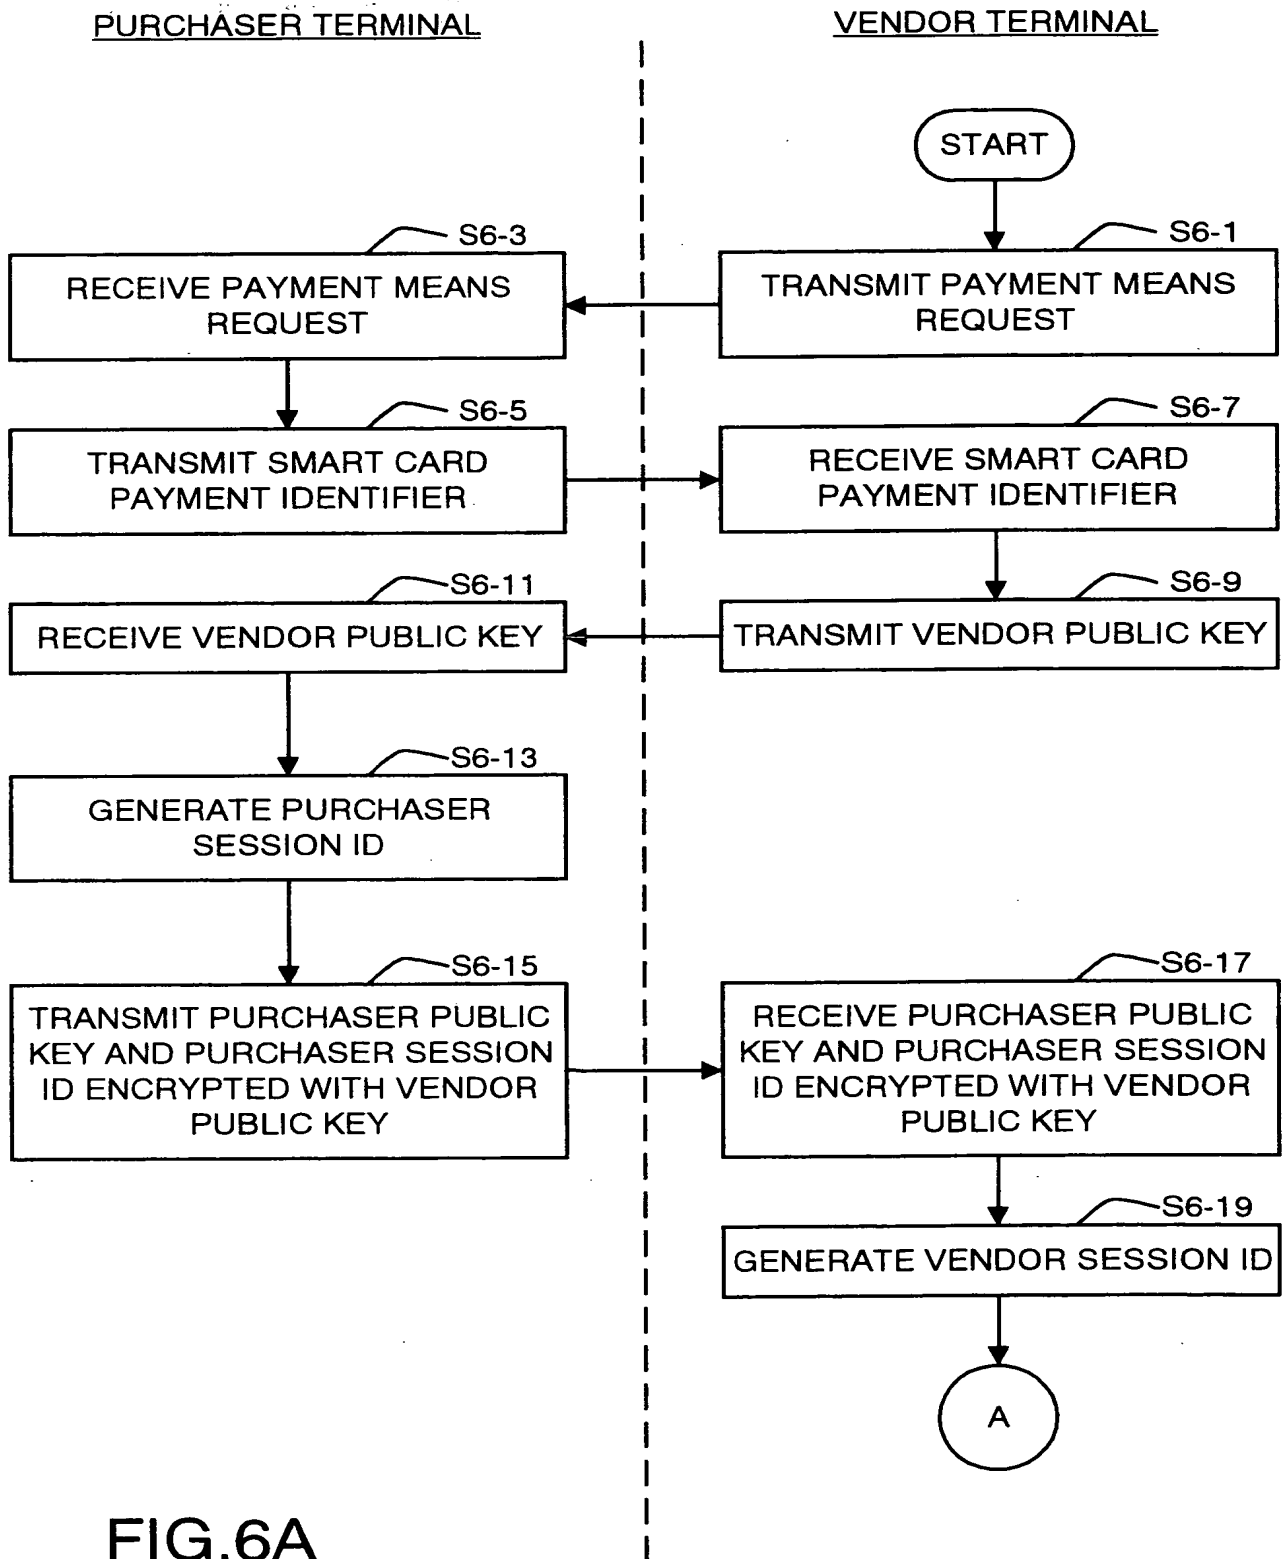 PURCHASER TERMINAL
VENDOR TERMINAL
START
S6-3
S6-1
RECEIVE PAYMENT MEANS
REQUEST
TRANSMIT PAYMENT MEANS
REQUEST
S6-5
S6-7
TRANSMIT SMART CARD
PAYMENT IDENTIFIER
RECEIVE SMART CARD
PAYMENT IDENTIFIER
S6-11
S6-9
RECEIVE VENDOR PUBLIC KEY
TRANSMIT VENDOR PUBLIC KEY
S6-13
GENERATE PURCHASER
SESSION ID
S6-15
S6-17
TRANSMIT PURCHASER PUBLIC
KEY AND PURCHASER SESSION
ID ENCRYPTED WITH VENDOR
PUBLIC KEY
RECEIVE PURCHASER PUBLIC
KEY AND PURCHASER SESSION
ID ENCRYPTED WITH VENDOR
PUBLIC KEY
S6-19
GENERATE VENDOR SESSION ID
A
FIG.6A